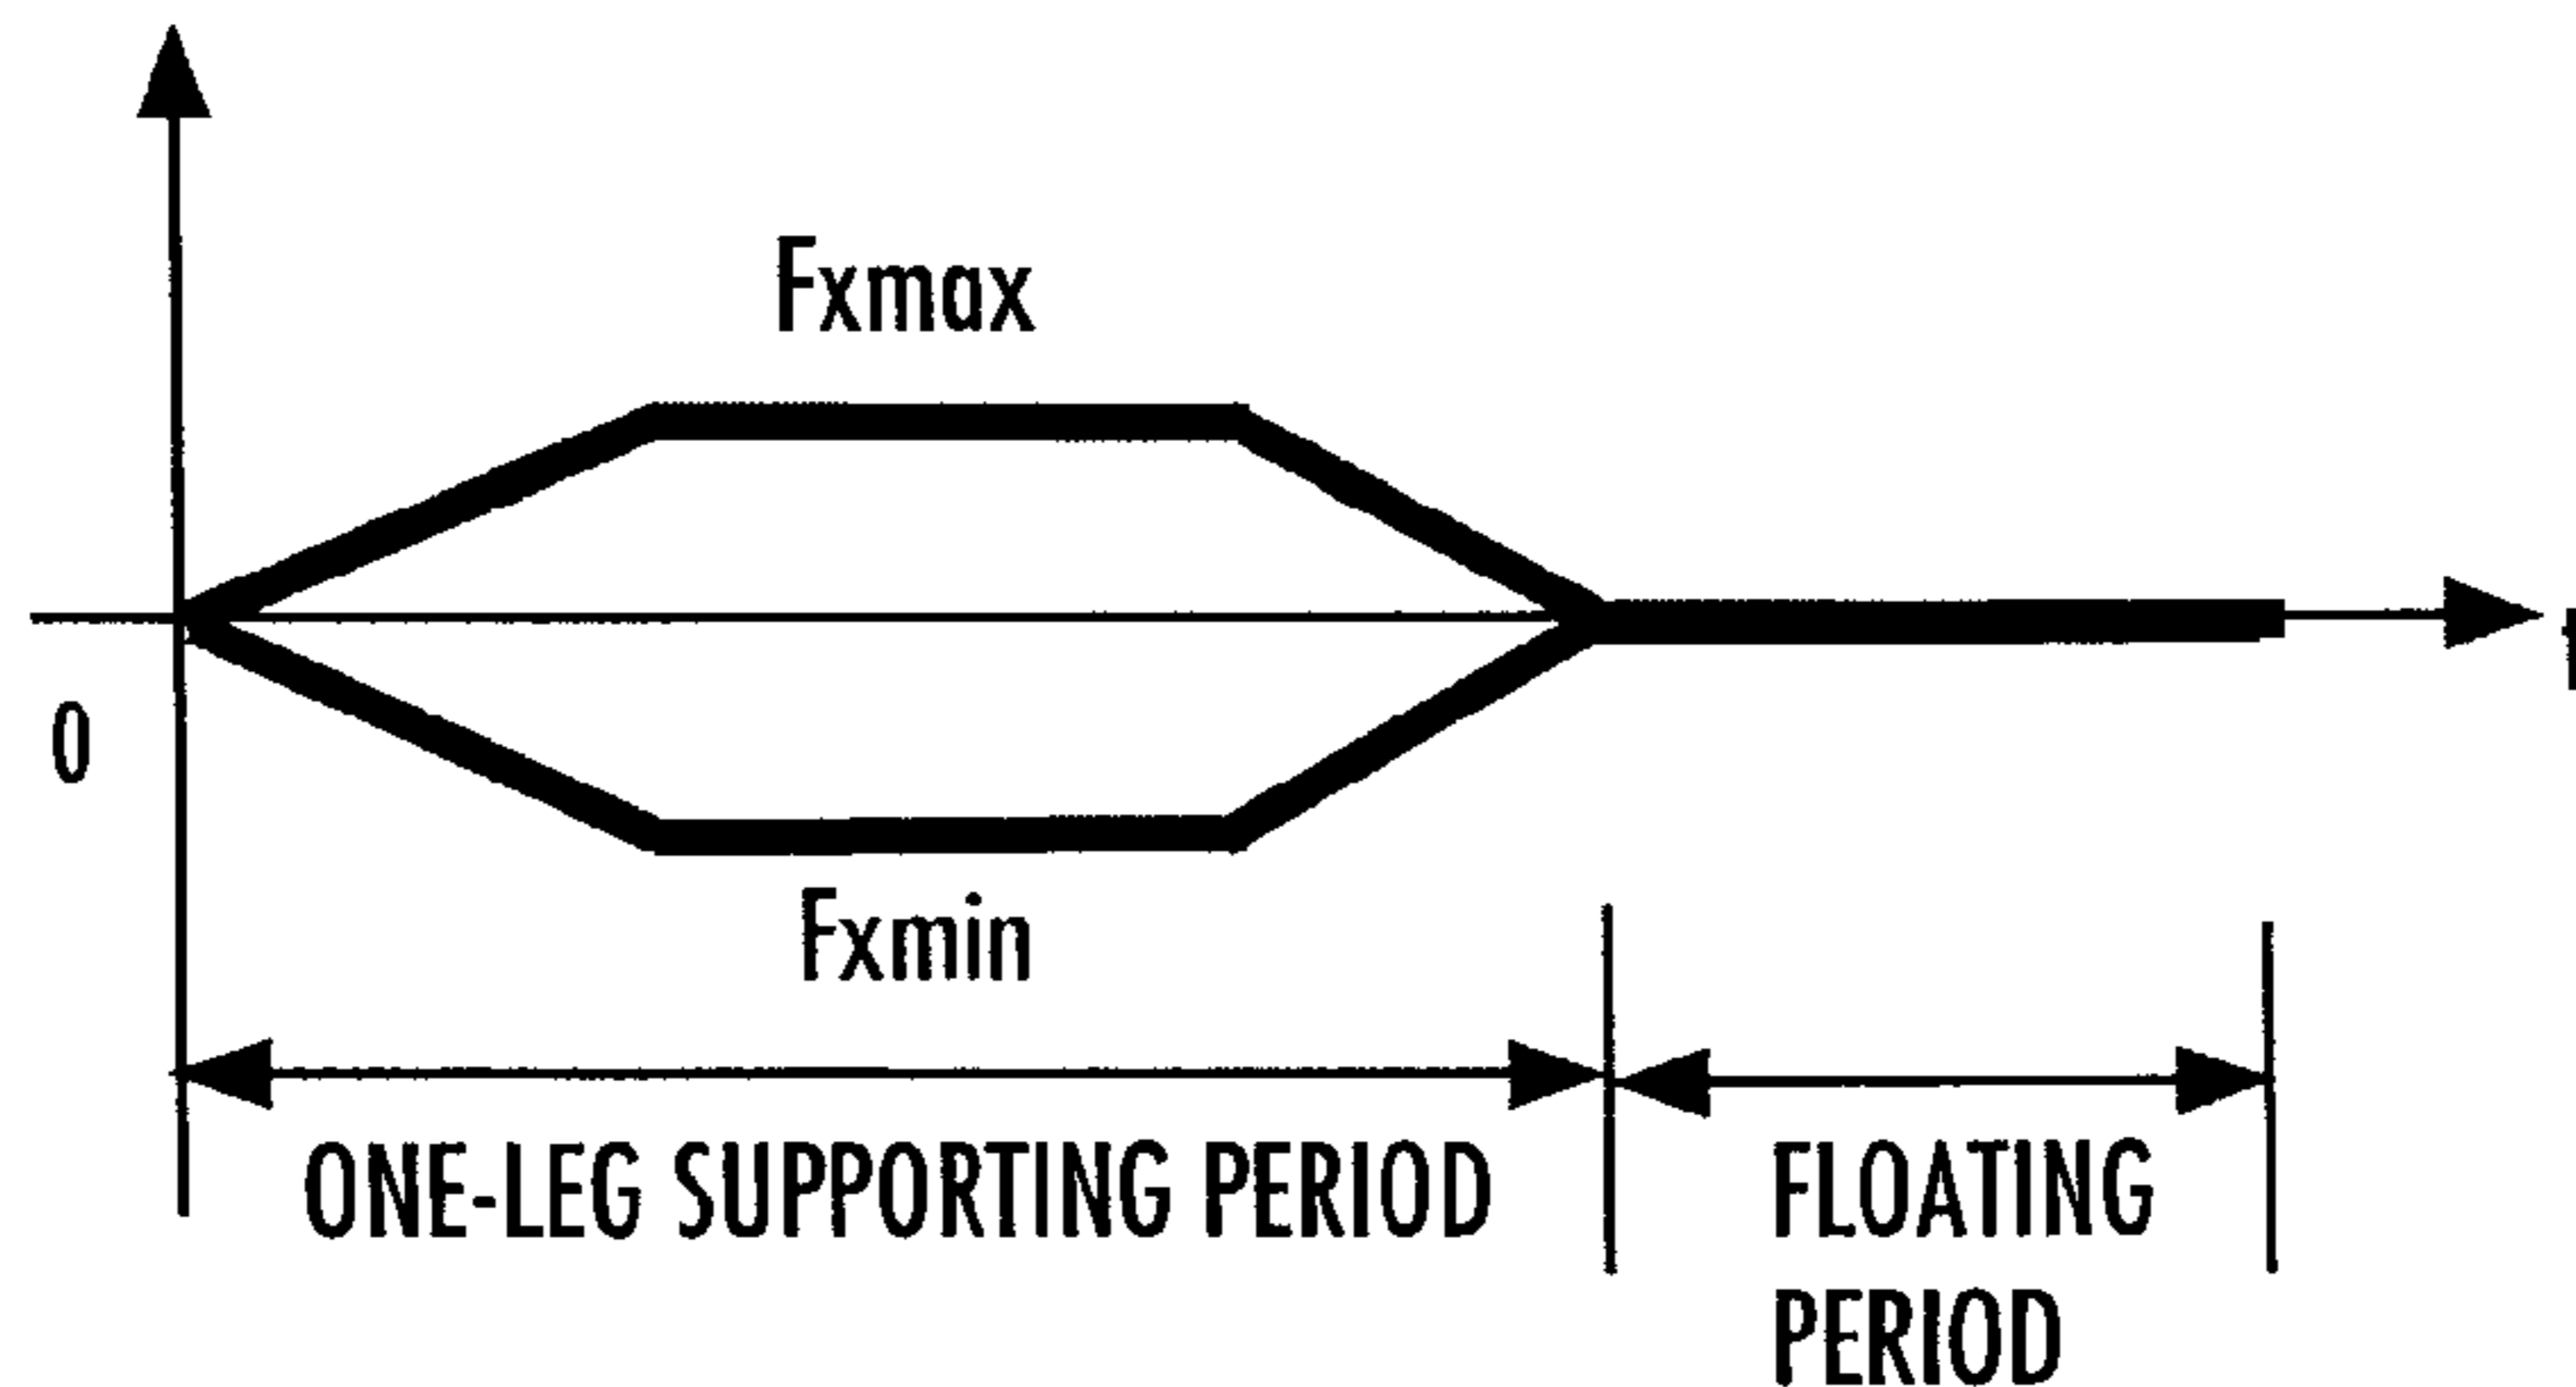 Fxmax
0
Fxmin
ONE-LEG SUPPORTING PERIOD
FLOATING
PERIOD